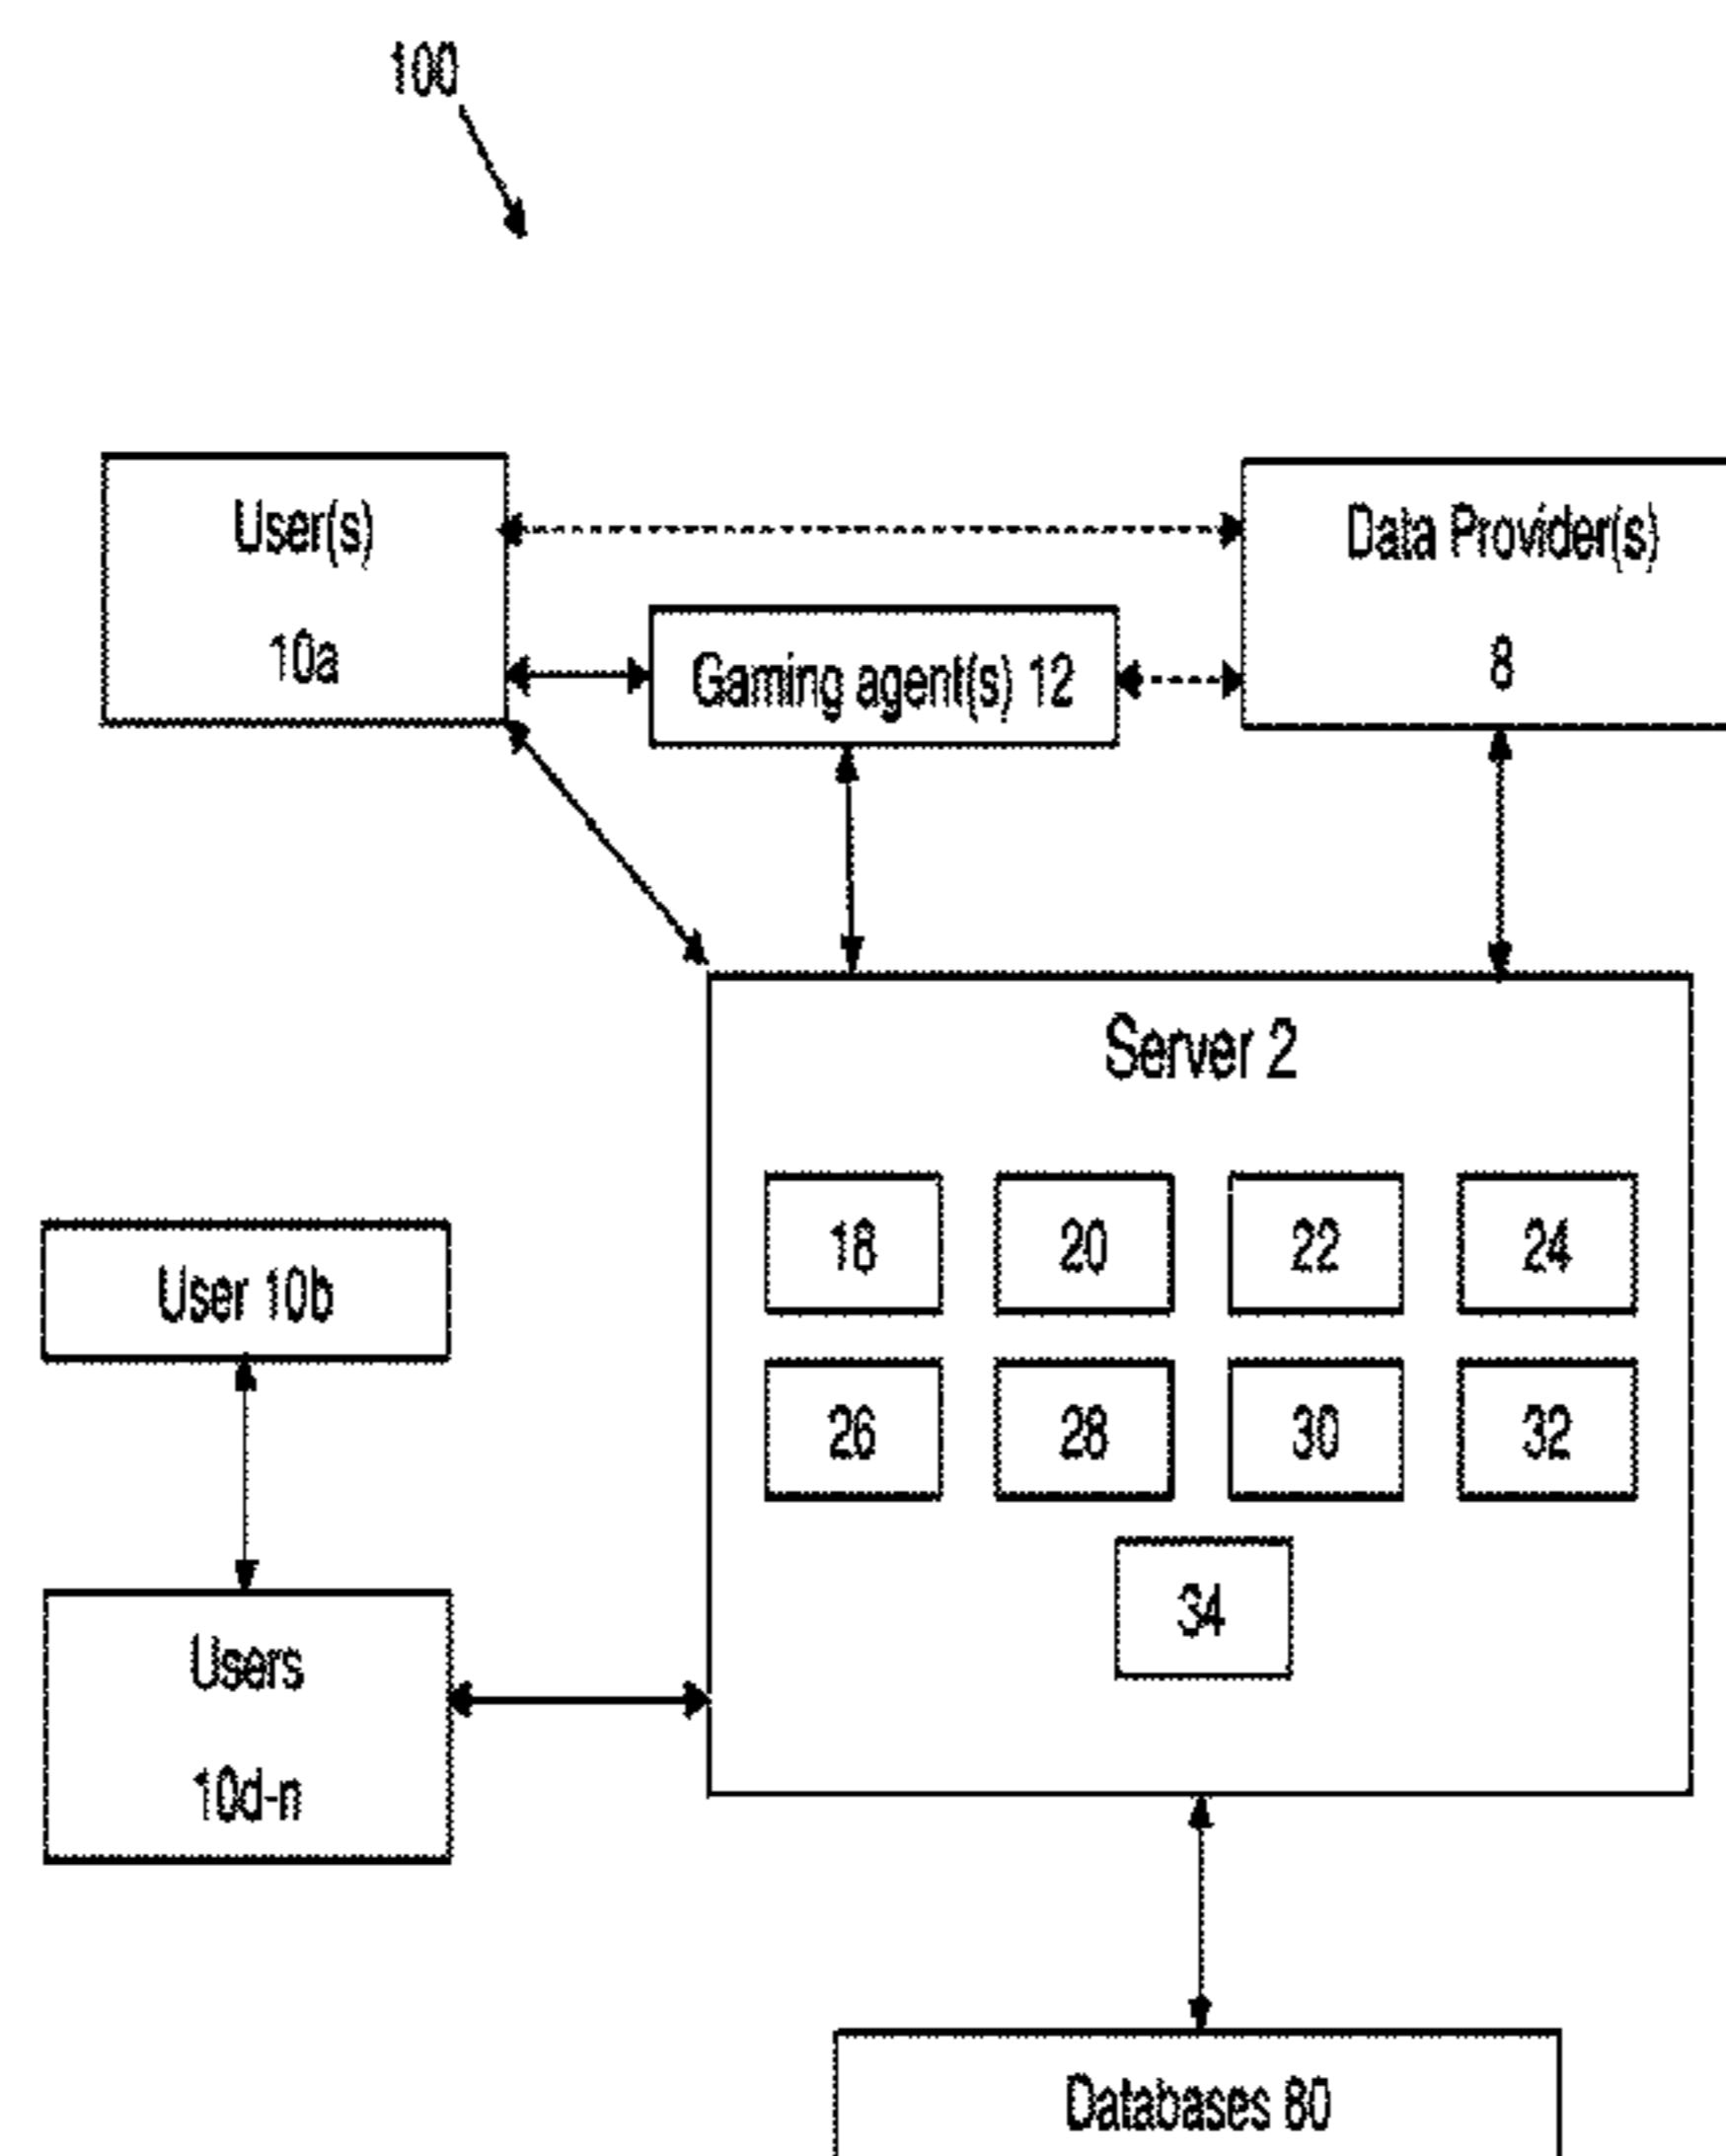 100
User(s)
10a
Data Provider(s)
8
Gaming agent(s) 12
Server 2
18
20
22
24
26
28
30
32
34
User 10b
Users
10d-n
Databases 80